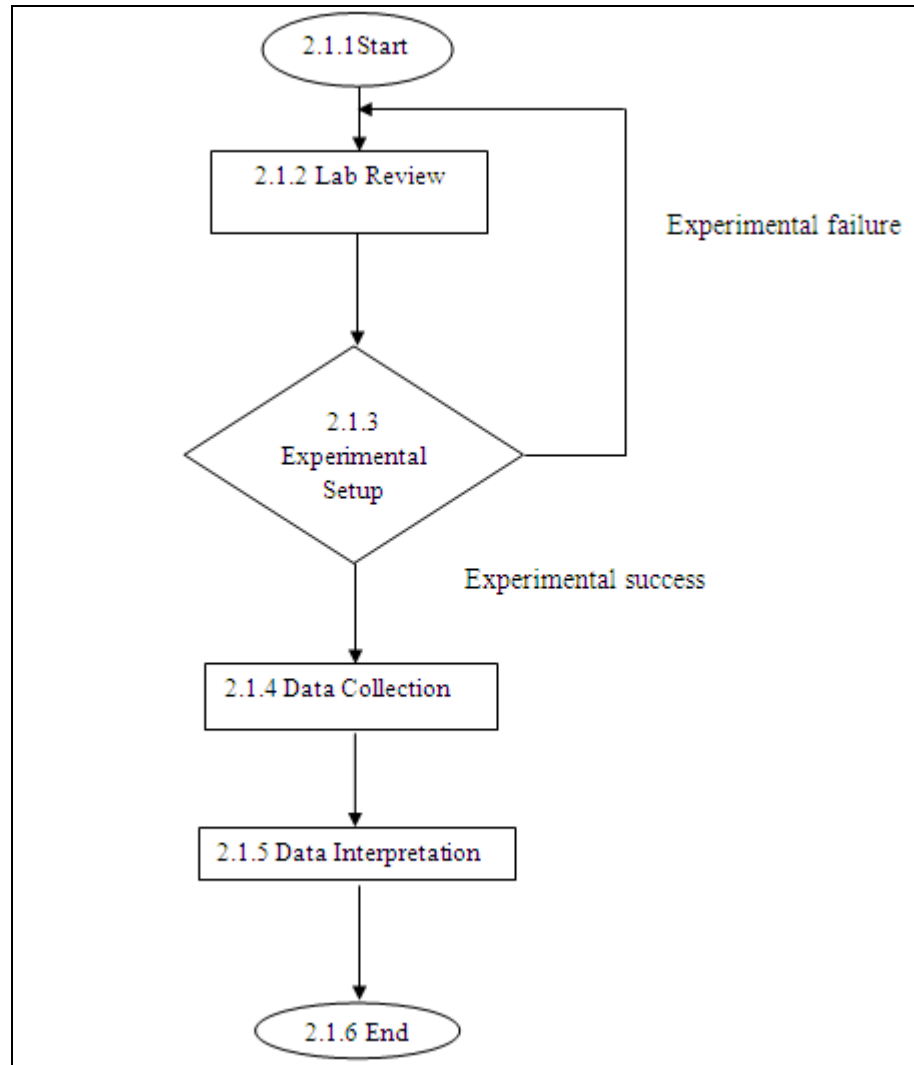 2.1.1Start
2.1.2 Lab Review
Experimental failure
2.1.3
Experimental
Setup
Experimental success
2.1.4 Data Collection
2.1.5 Data Interpretation
2.1.6 End